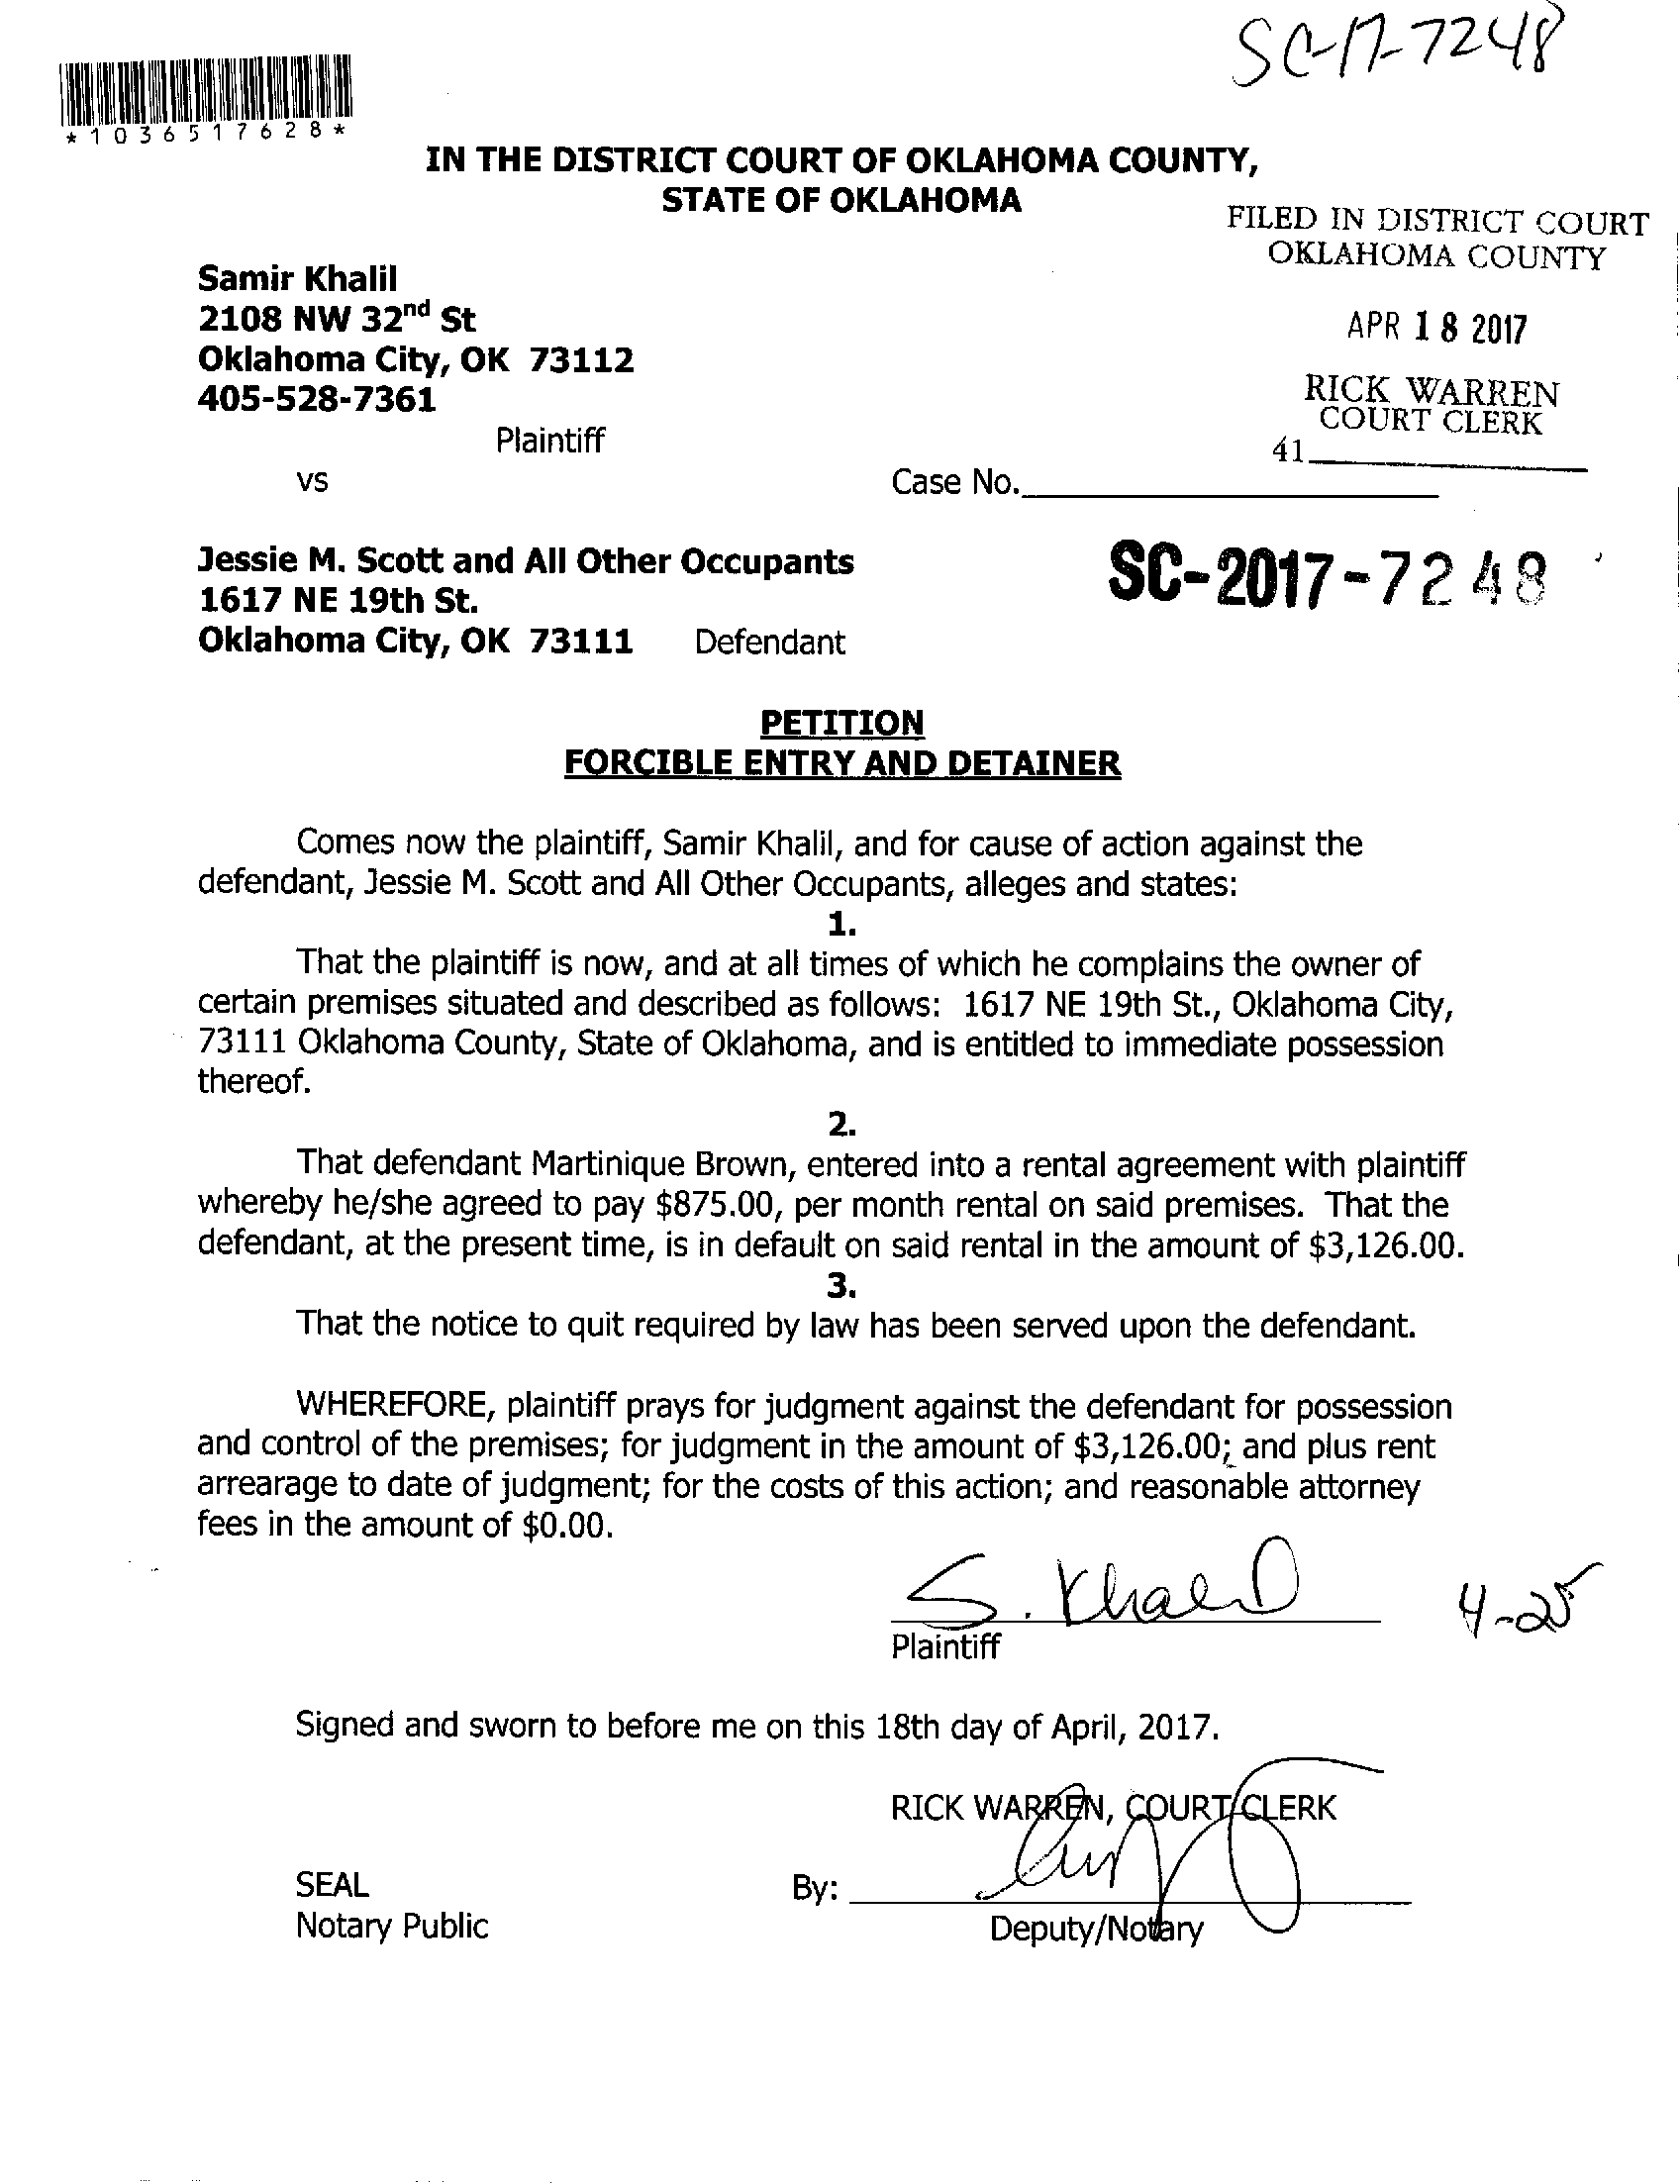 SC-17-7248
*1036517628*
IN THE DISTRICT COURT OF OKLAHOMA COUNTY,
STATE OF OKLAHOMA
FILED IN DISTRICT COURT
OKLAHOMA COUNTY
Samir Khalil
2108 NW 32nd St
APR 18 2017
Oklahoma City, OK 73112
405-528-7361
RICK WARREN
COURT CLERK
Plaintiff
41
vs
Case No.
Jessie M. Scott and All Other Occupants
SC-2017-7248
1617 NE 19th St.
Oklahoma City, OK 73111 Defendant
PETITION
FORCIBLE ENTRY AND DETAINER
Comes now the plaintiff, Samir Khalil, and for cause of action against the
defendant, Jessie M. Scott and All Other Occupants, alleges and states:
1.
That the plaintiff is now, and at all times of which he complains the owner of
certain premises situated and described as follows: 1617 NE 19th St., Oklahoma City,
73111 Oklahoma County, State of Oklahoma, and is entitled to immediate possession
thereof.
2.
That defendant Martinique Brown, entered into a rental agreement with plaintiff
whereby he/she agreed to pay $875.00, per month rental on said premises. That the
defendant, at the present time, is in default on said rental in the amount of $3,126.00.
3.
That the notice to quit required by law has been served upon the defendant.
WHEREFORE, plaintiff prays for judgment against the defendant for possession
and control of the premises; for judgment in the amount of $3,126.00; and plus rent
arrearage to date of judgment; for the costs of this action; and reasonable attorney
fees in the amount of $0.00.
S. Khalil 4-25
Plaintiff
Signed and sworn to before me on this 18th day of April, 2017.
RICK WARREN, COURT CLERK
SEAL
By:
Notary Public
Deputy/Notary